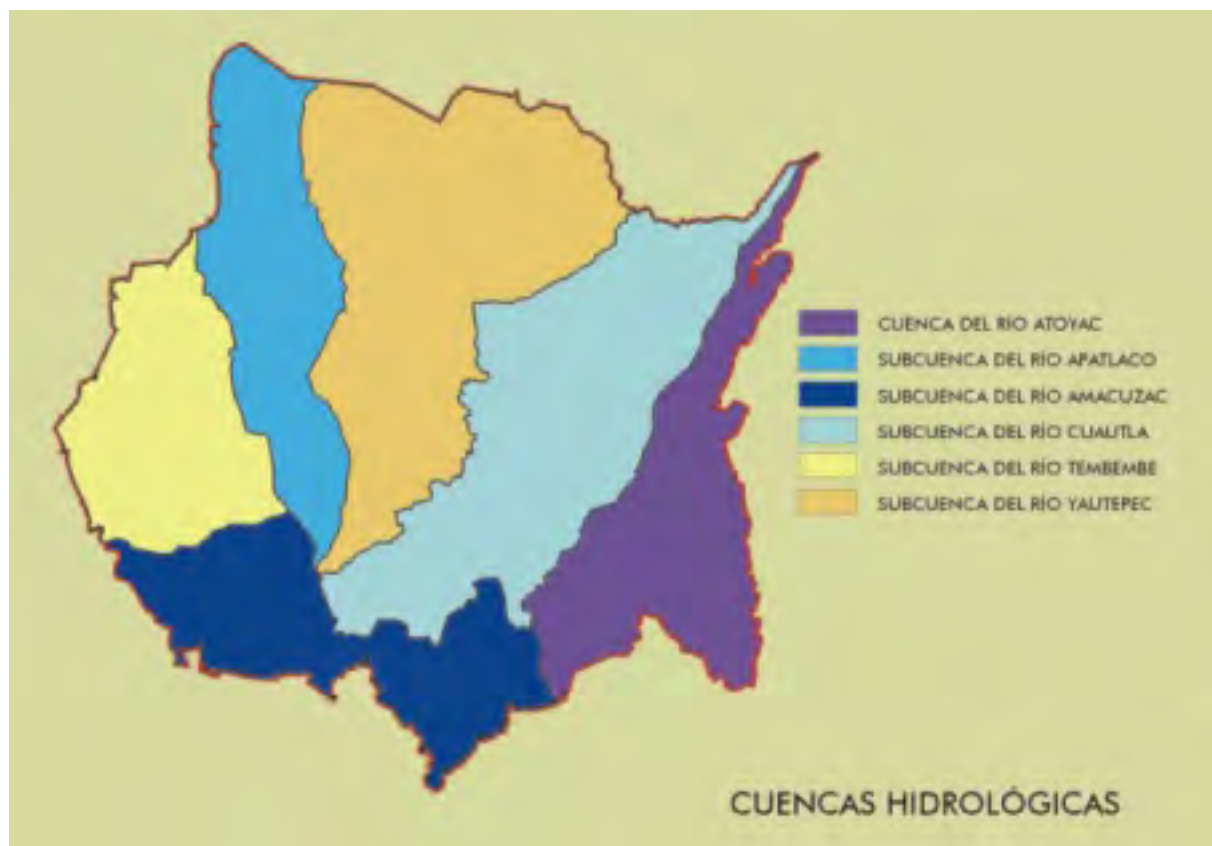 CUENCA DEL RÍO ATOYAC
SUBCUENCA DEL RÍO APATLACO
SUBCUENCA DEL RÍO AMACUZAC
SUBCUENCA DEL RÍO CUAUTLA
SUBCUENCA DEL RÍO TEMBEMBE
SUBCUENCA DEL RÍO YAUTEPEC
CUENCAS HIDROLÓGICAS